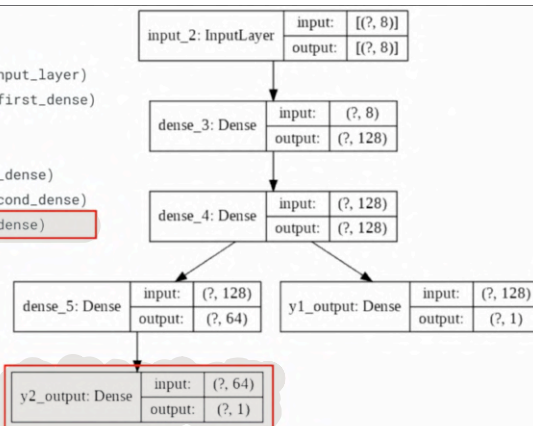 input_2: InputLayer
input: [(?, 8)]
output: [(?, 8)]
nput_layer)
first_dense)
dense_3: Dense
input: (?, 8)
output: (?, 128)
_dense)
cond_dense)
dense)
dense_4: Dense
input: (?, 128)
output: (?, 128)
dense_5: Dense
input: (?, 128)
output: (?, 64)
y1_output: Dense
input: (?, 128)
output: (?, 1)
y2_output: Dense
input: (?, 64)
output: (?, 1)